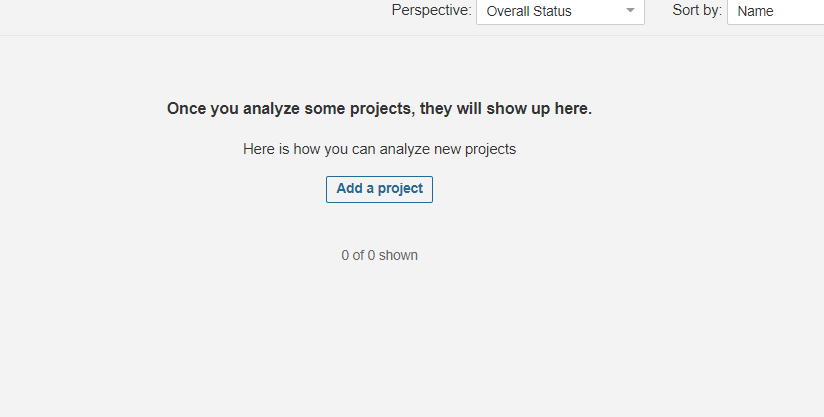 Perspective: Overall Status Sort by: Name
Once you analyze some projects, they will show up here.
Here is how you can analyze new projects
Add a project
0 of 0 shown